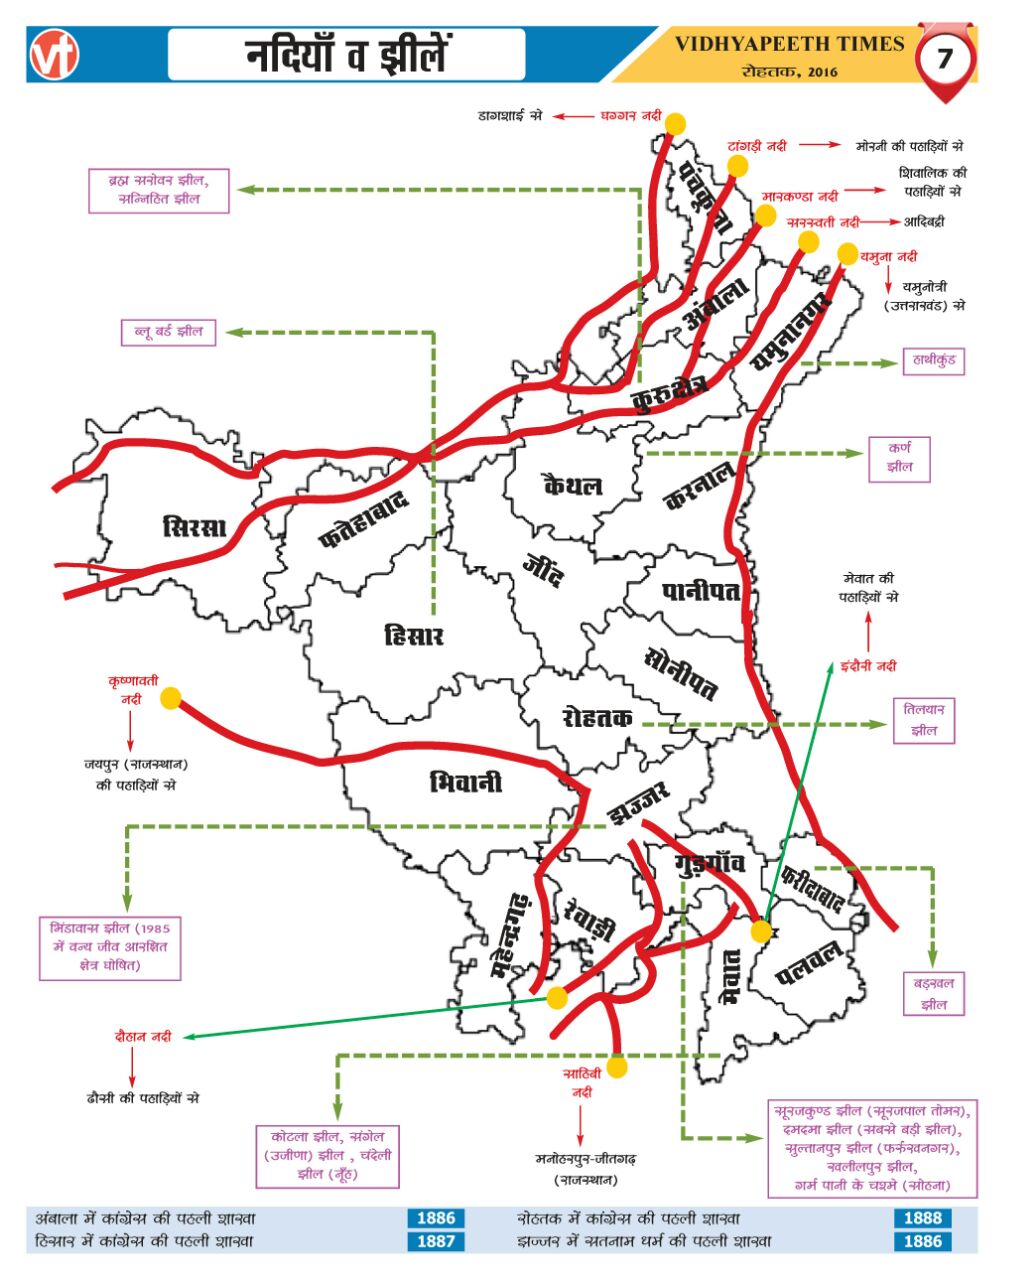 vt
नदियाँ व झीलें
VIDHYAPEETH TIMES
रोहतक, 2016
7
डागशाई से
घग्गर नदी
टांगड़ी नदी
मोरनी की पहाड़ियों से
मारकण्डा नदी
शिवालिक की
पहाड़ियों से
सरस्वती नदी
आदिबद्री
यमुना नदी
यमुनोत्री
(उत्तराखंड) से
ब्रह्म सरोवर झील,
सन्निहित झील
ब्लू बर्ड झील
हाथीकुंड
कर्ण
झील
पंचकूला
अंबाला
यमुनानगर
कुरूक्षेत्र
कैथल
करनाल
सिरसा
फतेहाबाद
जींद
पानीपत
हिसार
सोनीपत
रोहतक
भिवानी
झज्जर
गुड़गाँव
फरीदाबाद
महेन्द्रगढ़
रेवाड़ी
मेवात
पलवल
मेवात की
पहाड़ियों से
इंदौरी नदी
तिलयार
झील
कृष्णावती
नदी
जयपुर (राजस्थान)
की पहाड़ियों से
भिंडावास झील (1985
में वन्य जीव आरक्षित
क्षेत्र घोषित)
बड़खल
झील
दौहान नदी
ढौसी की पहाड़ियों से
साहिबी
नदी
मनोहरपुर-जीतगढ़
(राजस्थान)
कोटला झील, संगेल
(उजीणा) झील , चंदेली
झील (नूँह)
सूरजकुण्ड झील (सूरजपाल तोमर),
दमदमा झील (सबसे बड़ी झील),
सुल्तानपुर झील (फर्रुखनगर),
खलीलपुर झील,
गर्म पानी के चश्मे (सोहना)
अंबाला में कांग्रेस की पहली शाखा 1886
रोहतक में कांग्रेस की पहली शाखा 1888
हिसार में कांग्रेस की पहली शाखा 1887
झज्जर में सतनाम धर्म की पहली शाखा 1886